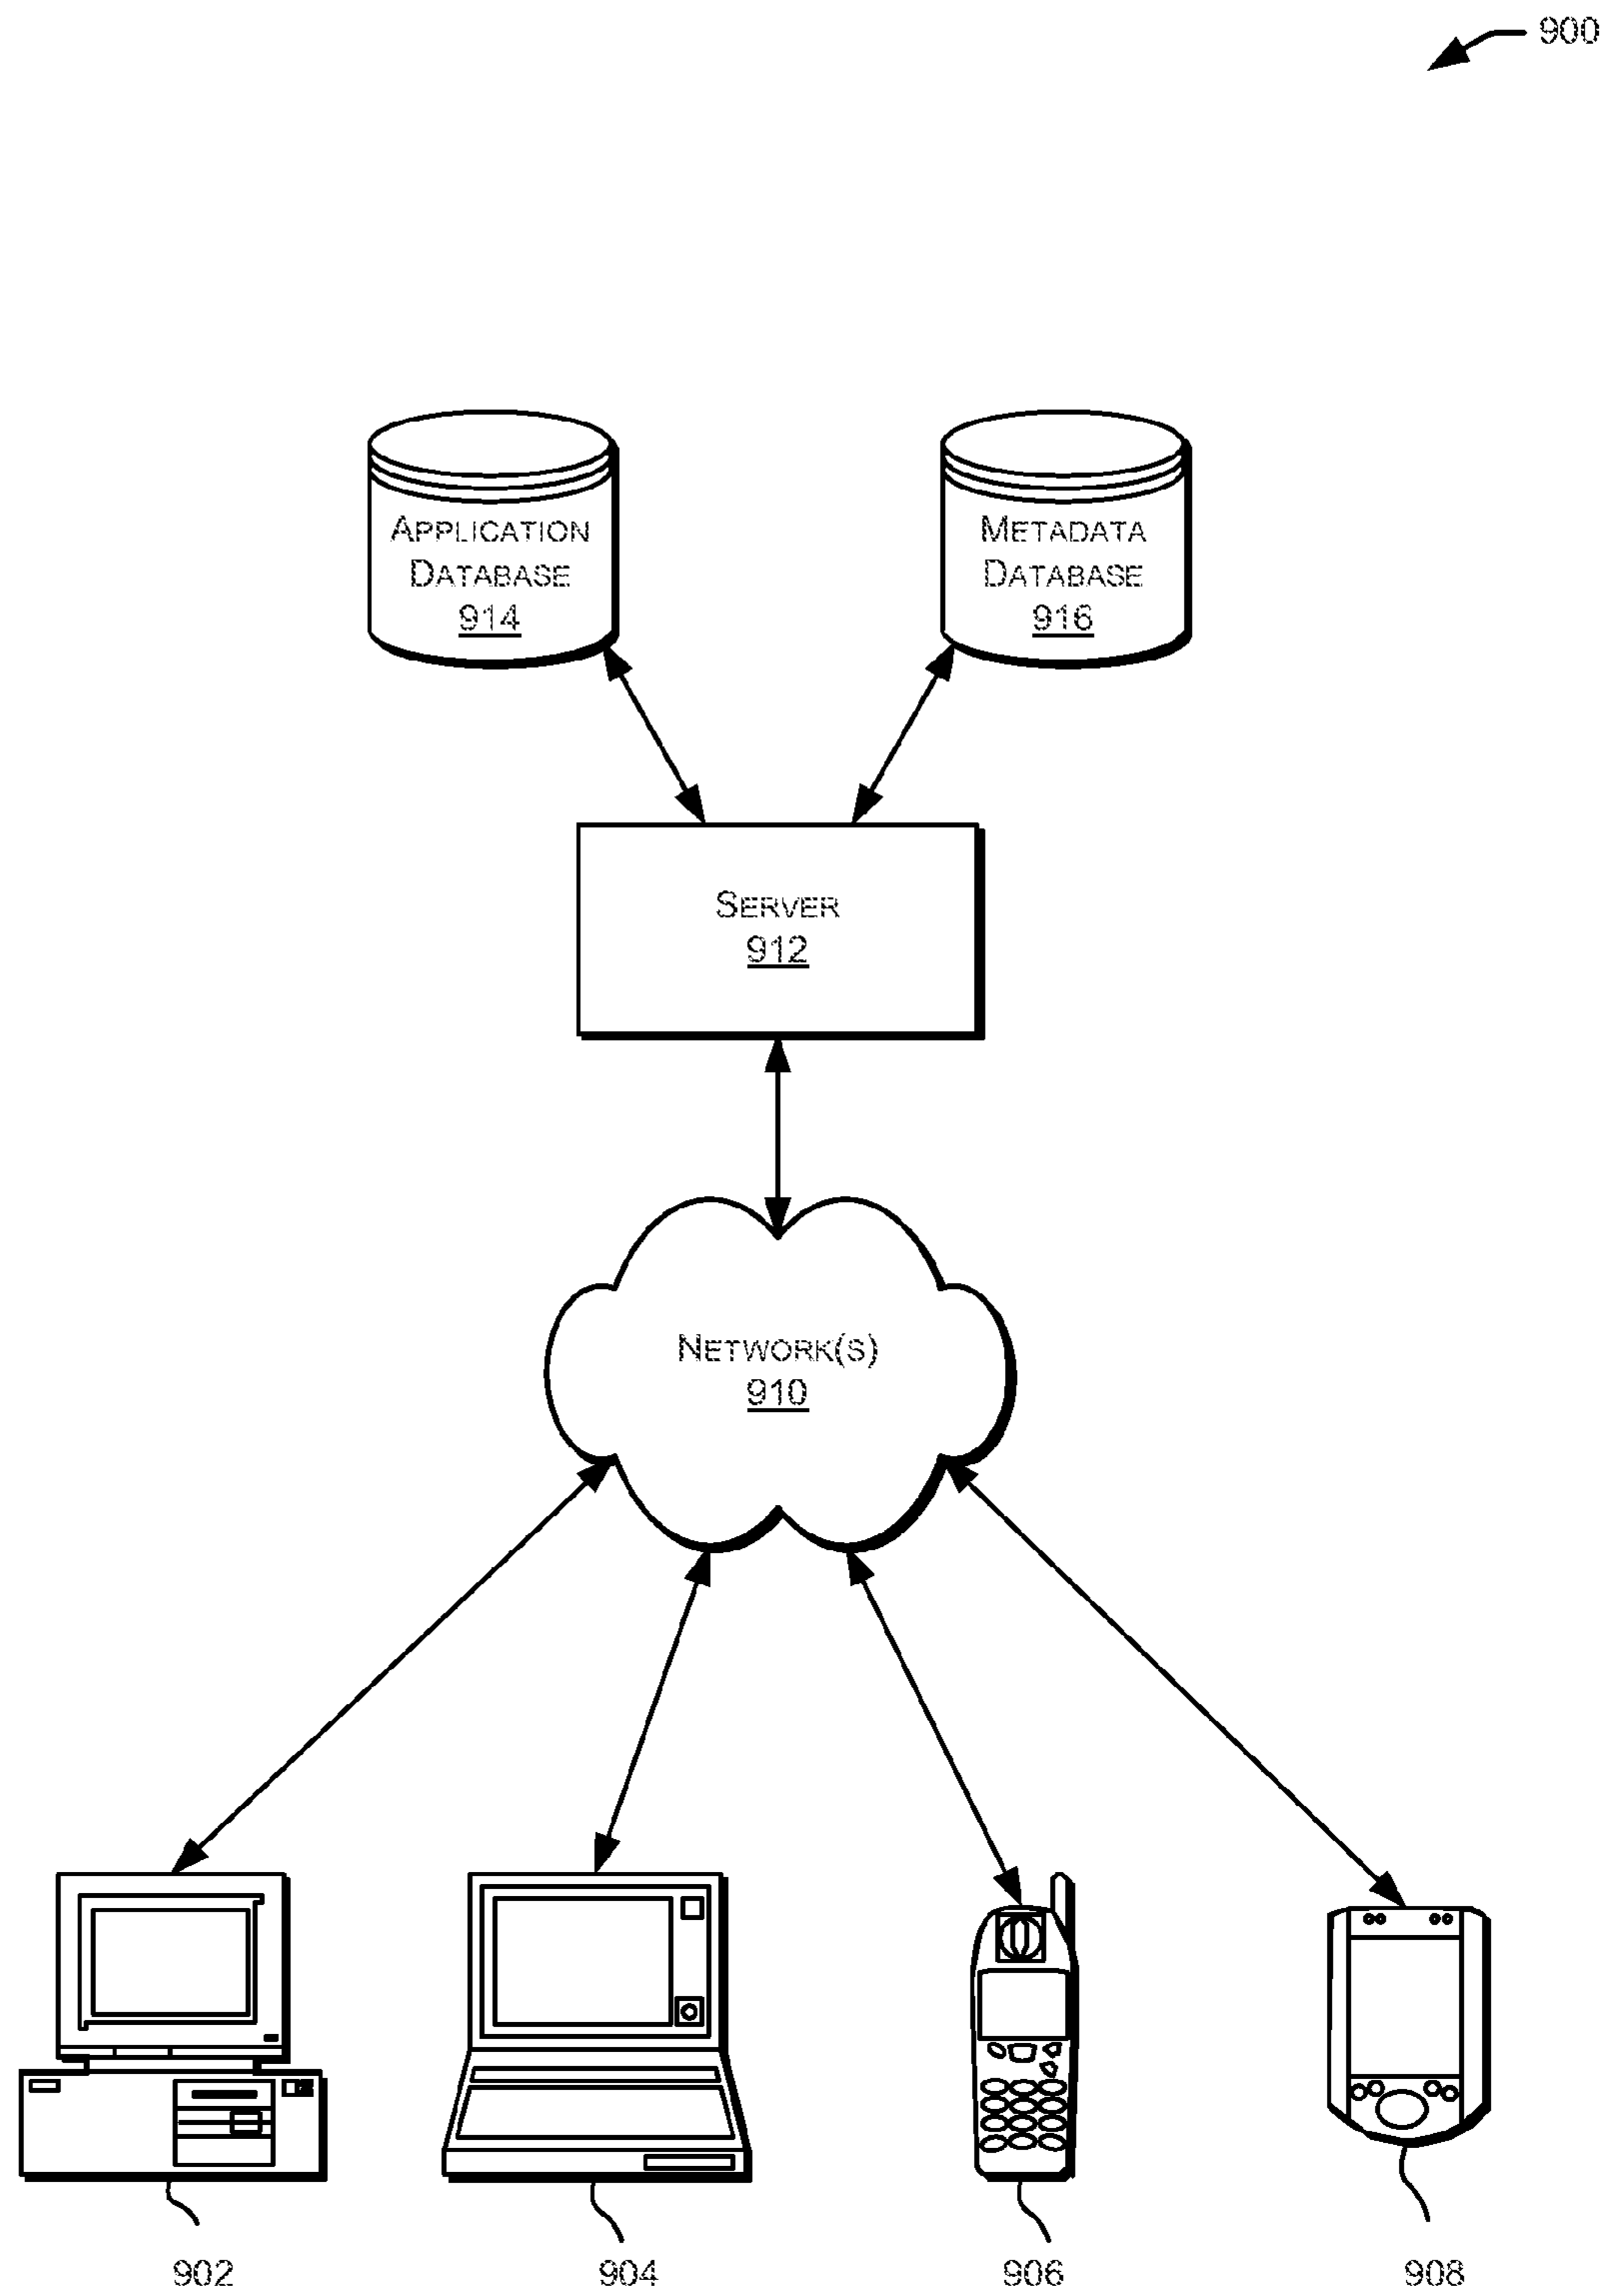 900
APPLICATION
DATABASE
914
METADATA
DATABASE
916
SERVER
912
NETWORK(S)
910
902
904
906
908